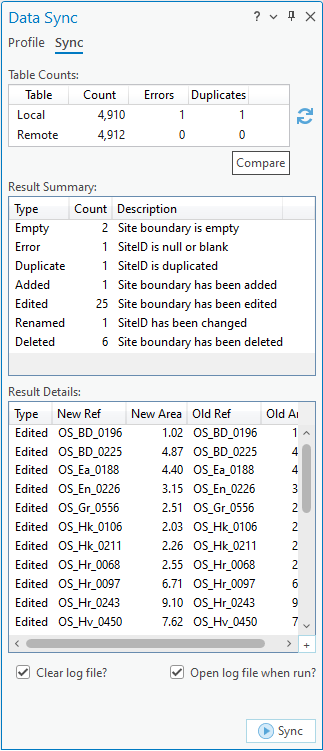 Data Sync ?
Profile Sync
Table Counts:
Table Count Errors Duplicates
Local 4,910 1 1
Remote 4,912 0 0
Compare
Result Summary:
Type Count Description
Empty 2 Site boundary is empty
Error 1 SiteID is null or blank
Duplicate 1 SiteID is duplicated
Added 1 Site boundary has been added
Edited 25 Site boundary has been edited
Renamed 1 SiteID has been changed
Deleted 6 Site boundary has been deleted
Result Details:
Type New Ref New Area Old Ref Old Ar
Edited OS_BD_0196 1.02 OS_BD_0196 1
Edited OS_BD_0225 4.87 OS_BD_0225 4
Edited OS_Ea_0188 4.40 OS_Ea_0188 4
Edited OS_En_0226 3.15 OS_En_0226 3
Edited OS_Gr_0556 2.51 OS_Gr_0556 2
Edited OS_Hk_0106 2.03 OS_Hk_0106 2
Edited OS_Hk_0211 2.26 OS_Hk_0211 2
Edited OS_Hr_0068 2.55 OS_Hr_0068 2
Edited OS_Hr_0097 6.71 OS_Hr_0097 6
Edited OS_Hr_0243 9.10 OS_Hr_0243 9
Edited OS_Hv_0450 7.62 OS_Hv_0450 7
+
Clear log file? Open log file when run?
Sync